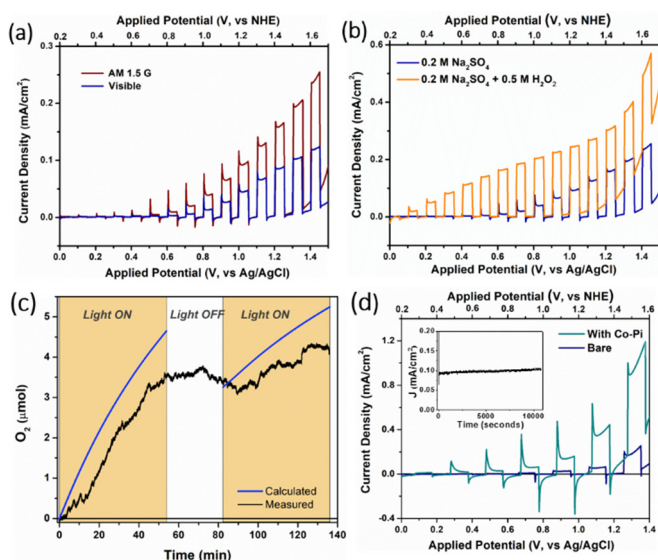 (a)
Applied Potential (V, vs NHE)
0.2 0.4 0.6 0.8 1.0 1.2 1.4 1.6
AM 1.5 G
Visible
Current Density (mA/cm²)
0.3
0.2
0.1
0.0
0.0 0.2 0.4 0.6 0.8 1.0 1.2 1.4
Applied Potential (V, vs Ag/AgCl)
(b)
Applied Potential (V, vs NHE)
0.2 0.4 0.6 0.8 1.0 1.2 1.4 1.6
0.2 M Na₂SO₄
0.2 M Na₂SO₄ + 0.5 M H₂O₂
Current Density (mA/cm²)
0.6
0.4
0.2
0.0
0.0 0.2 0.4 0.6 0.8 1.0 1.2 1.4
Applied Potential (V, vs Ag/AgCl)
(c)
Light ON Light OFF Light ON
O₂ (μmol)
5
4
3
2
1
0
Calculated
Measured
0 20 40 60 80 100 120 140
Time (min)
(d)
Applied Potential (V, vs NHE)
0.2 0.4 0.6 0.8 1.0 1.2 1.4 1.6
With Co-Pi
Bare
J (mA/cm²)
0.20
0.15
0.10
0.05
0.00
0 5000 10000
Time (seconds)
Current Density (mA/cm²)
1.2
0.8
0.4
0.0
-0.4
0.0 0.2 0.4 0.6 0.8 1.0 1.2 1.4
Applied Potential (V, vs Ag/AgCl)